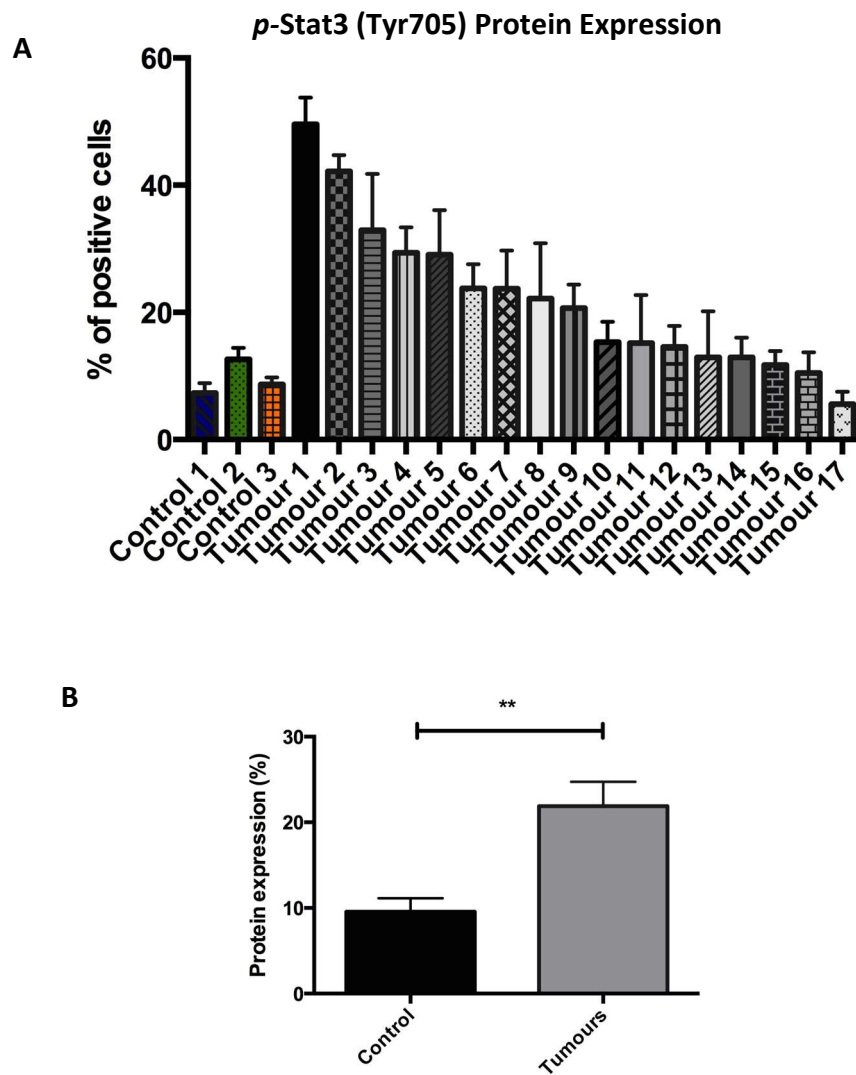 p-Stat3 (Tyr705) Protein Expression
A
60
40
20
0
% of positive cells
Control 1
Control 2
Control 3
Tumour 1
Tumour 2
Tumour 3
Tumour 4
Tumour 5
Tumour 6
Tumour 7
Tumour 8
Tumour 9
Tumour 10
Tumour 11
Tumour 12
Tumour 13
Tumour 14
Tumour 15
Tumour 16
Tumour 17
B
**
30
20
10
0
Protein expression (%)
Control
Tumours